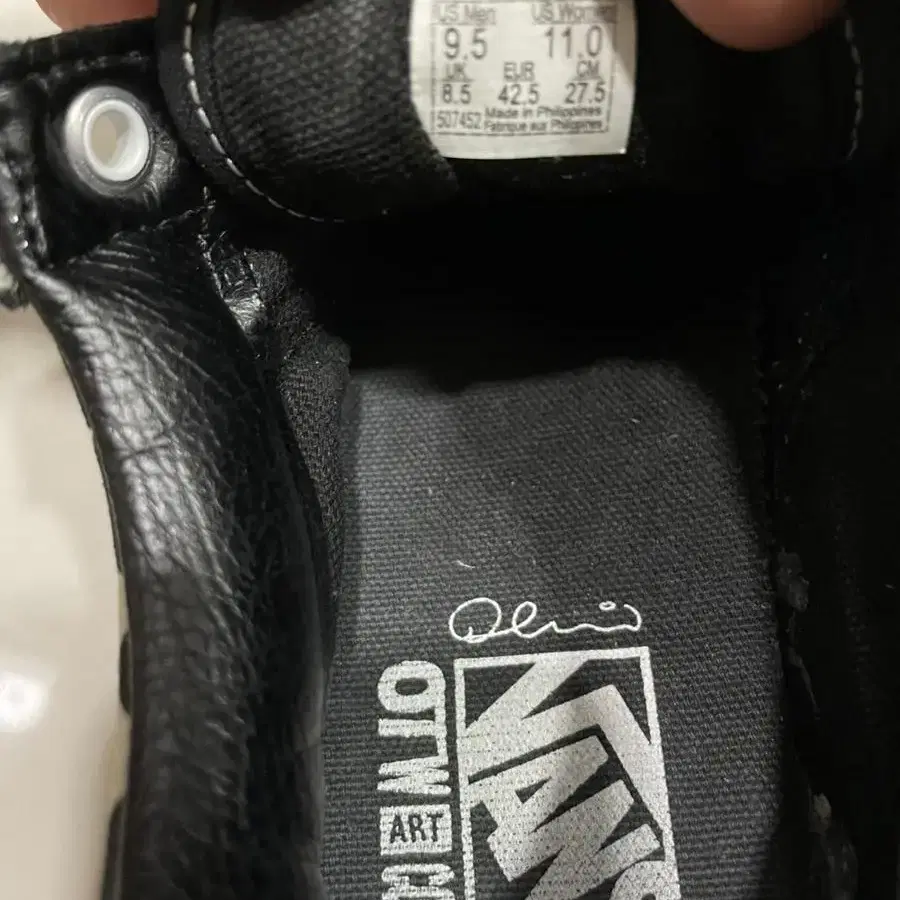 US Men US Women
9.5 11.0
UK EUR CM
8.5 42.5 27.5
507452 Made in Philippines
Fabrique aux Philippines
VANS
OTW
ART